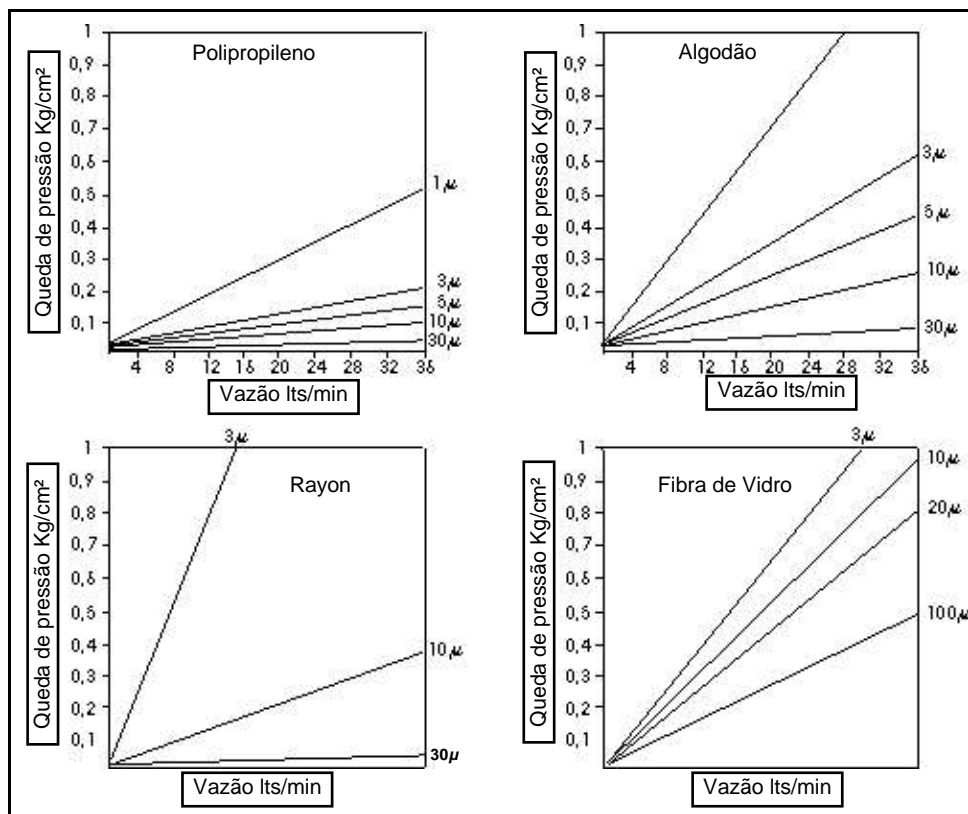 Polipropileno
Queda de pressão Kg/cm²
1
0,9
0,8
0,7
0,6
0,5
0,4
0,3
0,2
0,1
1µ
3µ
5µ
10µ
30µ
4 8 12 16 20 24 28 32 36
Vazão lts/min
Algodão
Queda de pressão Kg/cm²
1
0,9
0,8
0,7
0,6
0,5
0,4
0,3
0,2
0,1
3µ
5µ
10µ
30µ
4 8 12 16 20 24 28 32 36
Vazão lts/min
3µ
Rayon
Queda de pressão Kg/cm²
1
0,9
0,8
0,7
0,6
0,5
0,4
0,3
0,2
0,1
10µ
30µ
Vazão lts/min
3µ
Fibra de Vidro
Queda de pressão Kg/cm²
1
0,9
0,8
0,7
0,6
0,5
0,4
0,3
0,2
0,1
10µ
20µ
100µ
Vazão lts/min